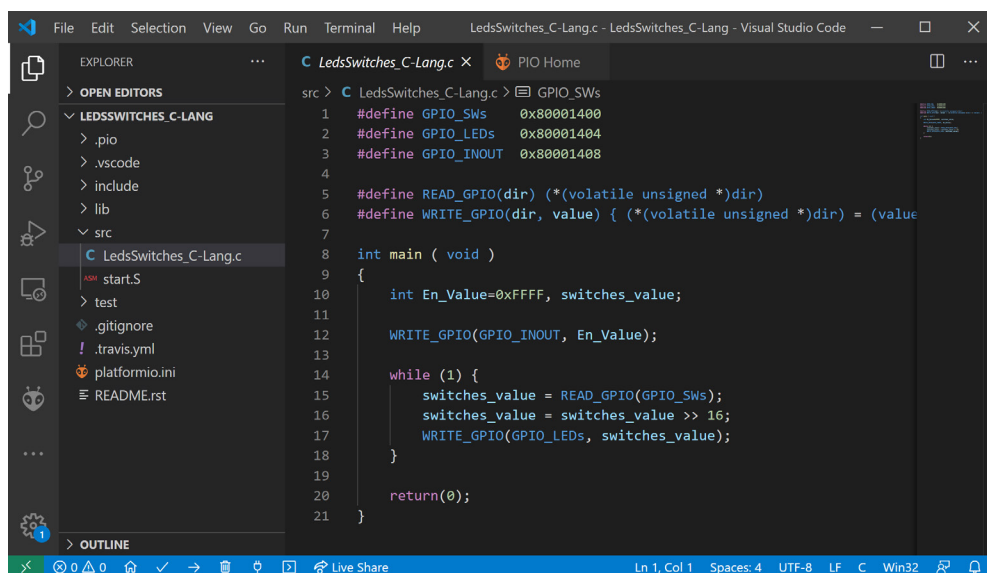 File Edit Selection View Go Run Terminal Help LedsSwitches_C-Lang.c - LedsSwitches_C-Lang - Visual Studio Code
EXPLORER
OPEN EDITORS
LEDSSWITCHES_C-LANG
.pio
.vscode
include
lib
src
C LedsSwitches_C-Lang.c
ASM start.S
test
.gitignore
! .travis.yml
platformio.ini
README.rst
OUTLINE
C LedsSwitches_C-Lang.c PIO Home
src > C LedsSwitches_C-Lang.c > GPIO_SWs
1 #define GPIO_SWs 0x80001400
2 #define GPIO_LEDs 0x80001404
3 #define GPIO_INOUT 0x80001408
4
5 #define READ_GPIO(dir) (*(volatile unsigned *)dir)
6 #define WRITE_GPIO(dir, value) { (*(volatile unsigned *)dir) = (value
7
8 int main ( void )
9 {
10 int En_Value=0xFFFF, switches_value;
11
12 WRITE_GPIO(GPIO_INOUT, En_Value);
13
14 while (1) {
15 switches_value = READ_GPIO(GPIO_SWs);
16 switches_value = switches_value >> 16;
17 WRITE_GPIO(GPIO_LEDs, switches_value);
18 }
19
20 return(0);
21 }
1
0 0 Live Share Ln 1, Col 1 Spaces: 4 UTF-8 LF C Win32